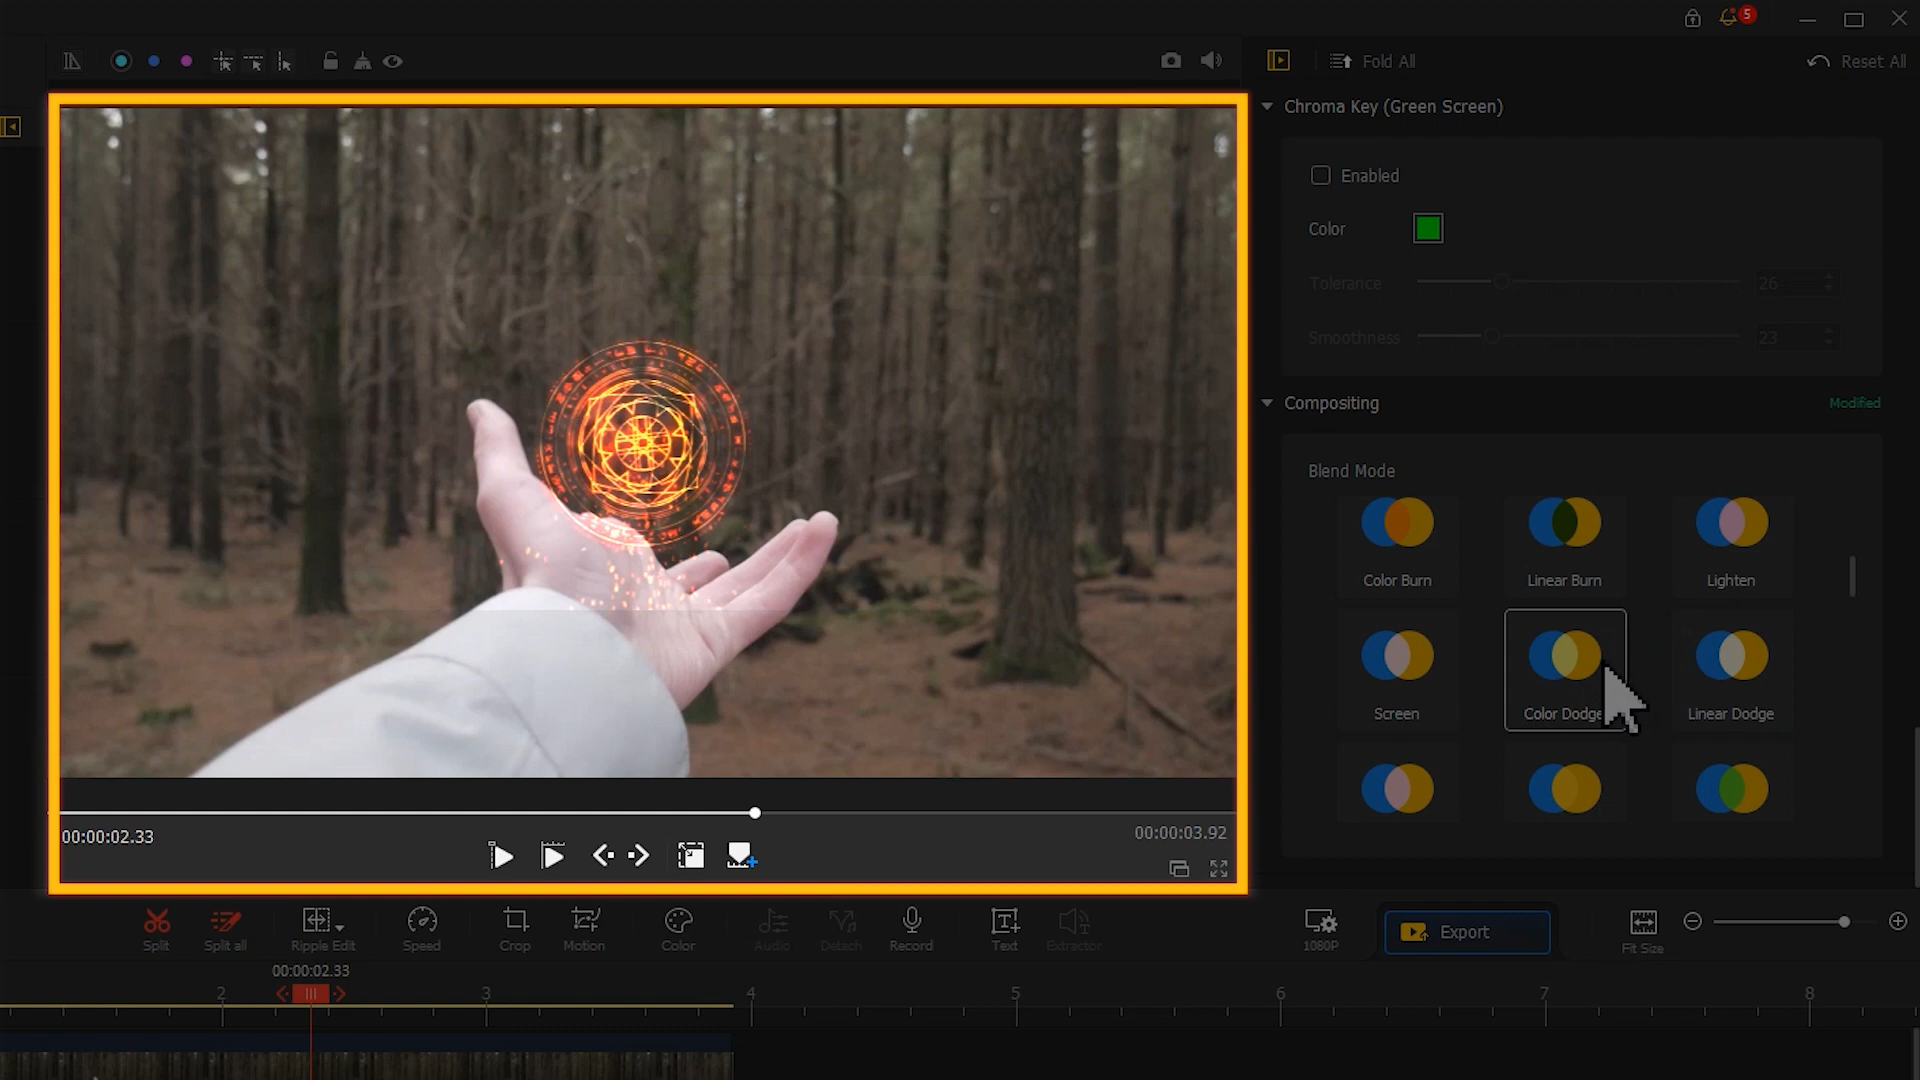 5
Fold All
Reset All
Chroma Key (Green Screen)
Enabled
Color
Tolerance
26
Smoothness
23
Compositing
Modified
Blend Mode
Color Burn
Linear Burn
Lighten
Screen
Color Dodge
Linear Dodge
00:00:02.33
00:00:03.92
Split
Split all
Ripple Edit
Speed
Crop
Motion
Color
Audio
Detach
Record
Text
Extractor
1080P
Export
Fit Size
00:00:02.33
2
3
4
5
6
7
8